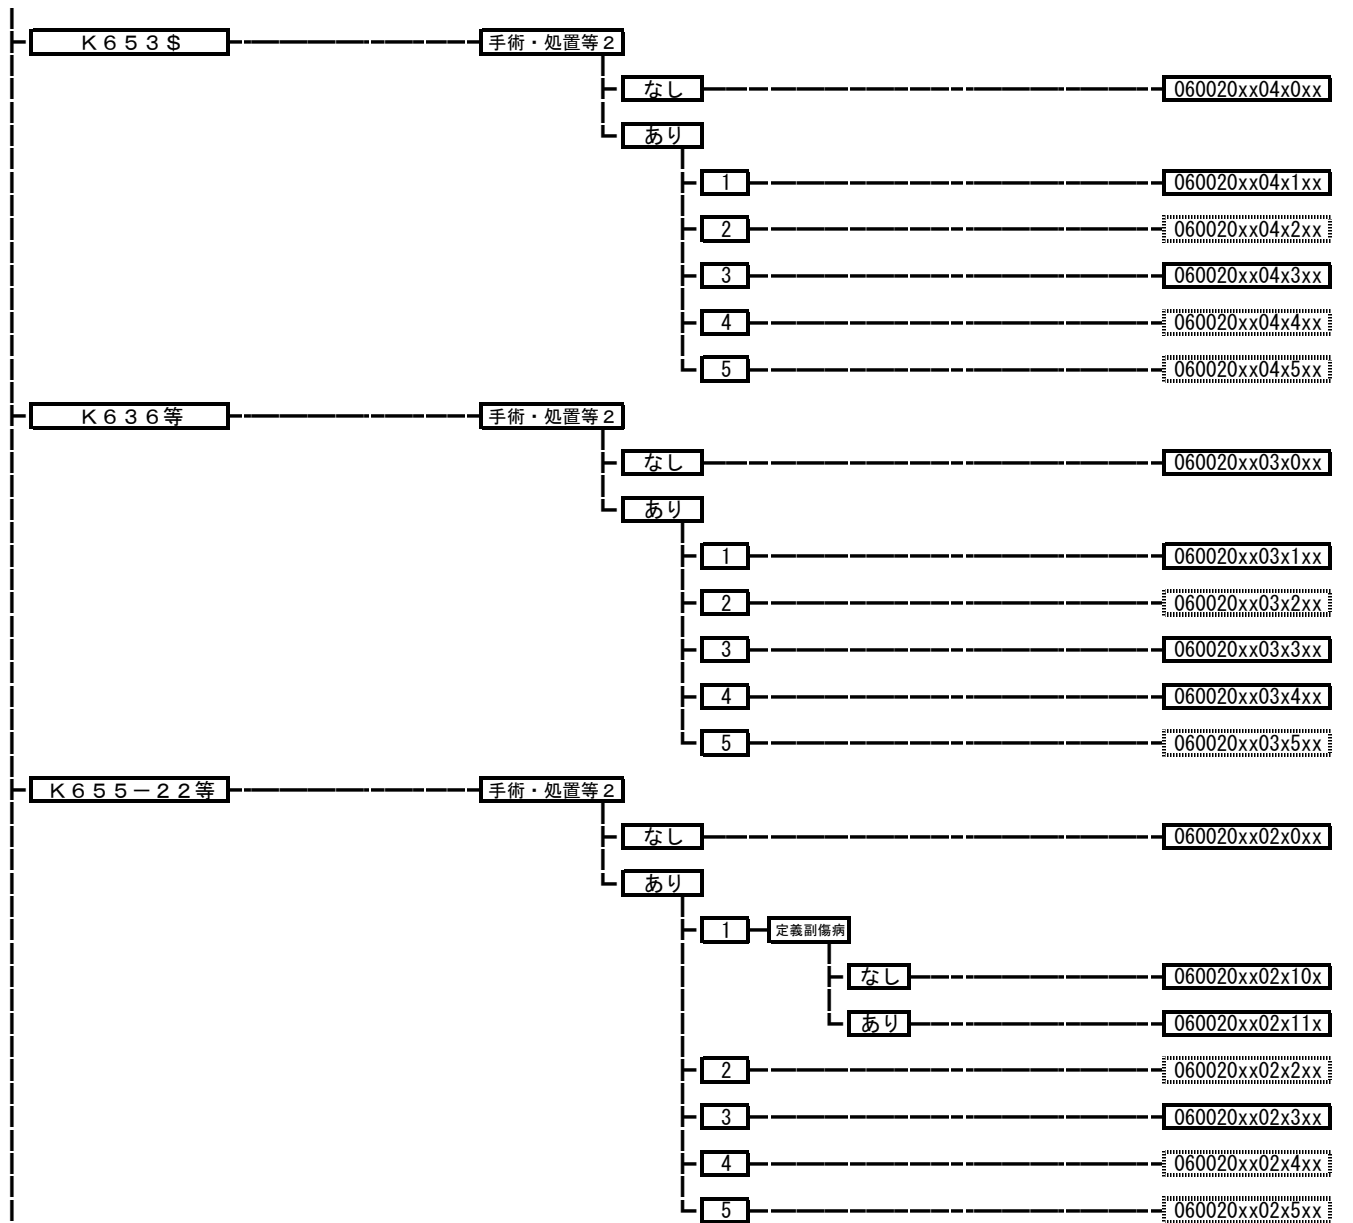 Ｋ６５３＄ 手術・処置等２
なし 060020xx04x0xx
あり
1 060020xx04x1xx
2 060020xx04x2xx
3 060020xx04x3xx
4 060020xx04x4xx
5 060020xx04x5xx
Ｋ６３６等 手術・処置等２
なし 060020xx03x0xx
あり
1 060020xx03x1xx
2 060020xx03x2xx
3 060020xx03x3xx
4 060020xx03x4xx
5 060020xx03x5xx
Ｋ６５５－２２等 手術・処置等２
なし 060020xx02x0xx
あり
1 定義副傷病
なし 060020xx02x10x
あり 060020xx02x11x
2 060020xx02x2xx
3 060020xx02x3xx
4 060020xx02x4xx
5 060020xx02x5xx